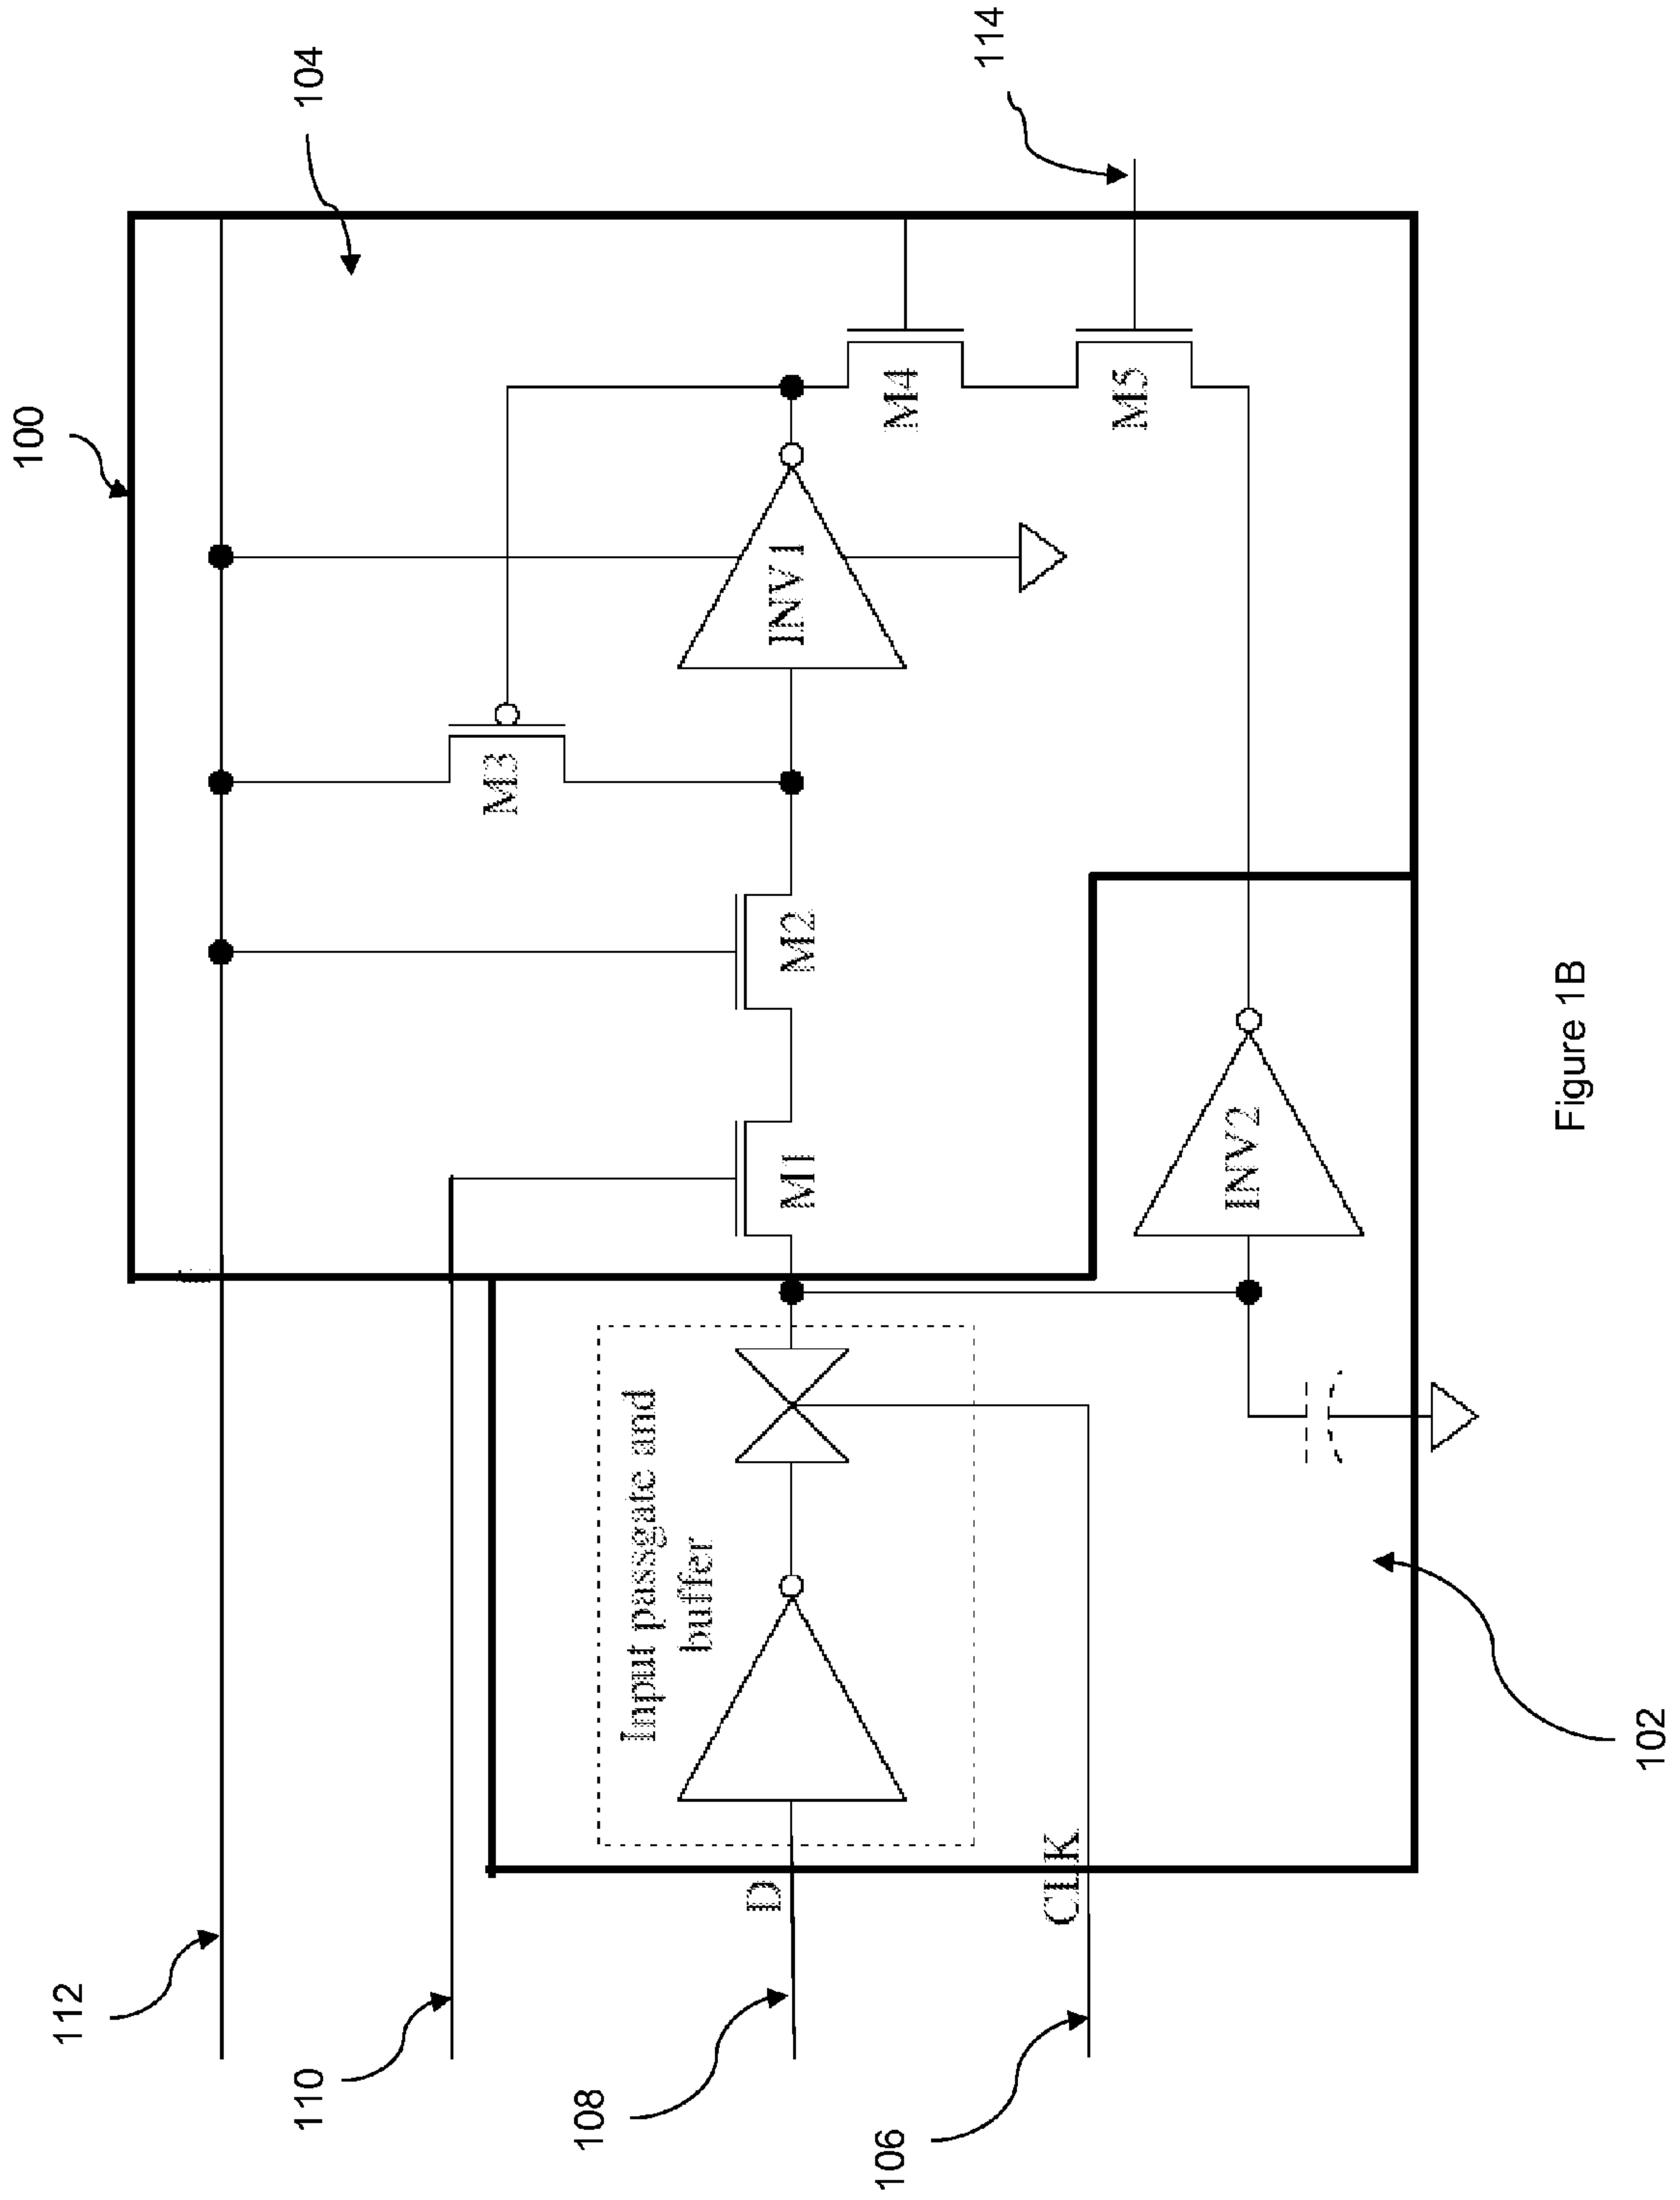 100
104
112
110
108
106
114
102
M3
M1
M2
INV1
M4
M5
INV2
Input passgate and
buffer
D
CLK
Figure 1B